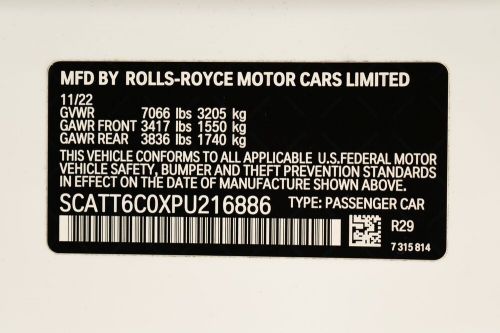 MFD BY ROLLS-ROYCE MOTOR CARS LIMITED
11/22
GVWR 7066 lbs 3205 kg
GAWR FRONT 3417 lbs 1550 kg
GAWR REAR 3836 lbs 1740 kg
THIS VEHICLE CONFORMS TO ALL APPLICABLE U.S.FEDERAL MOTOR
VEHICLE SAFETY, BUMPER AND THEFT PREVENTION STANDARDS
IN EFFECT ON THE DATE OF MANUFACTURE SHOWN ABOVE.
SCATT6C0XPU216886 TYPE: PASSENGER CAR
R29
7 315 814